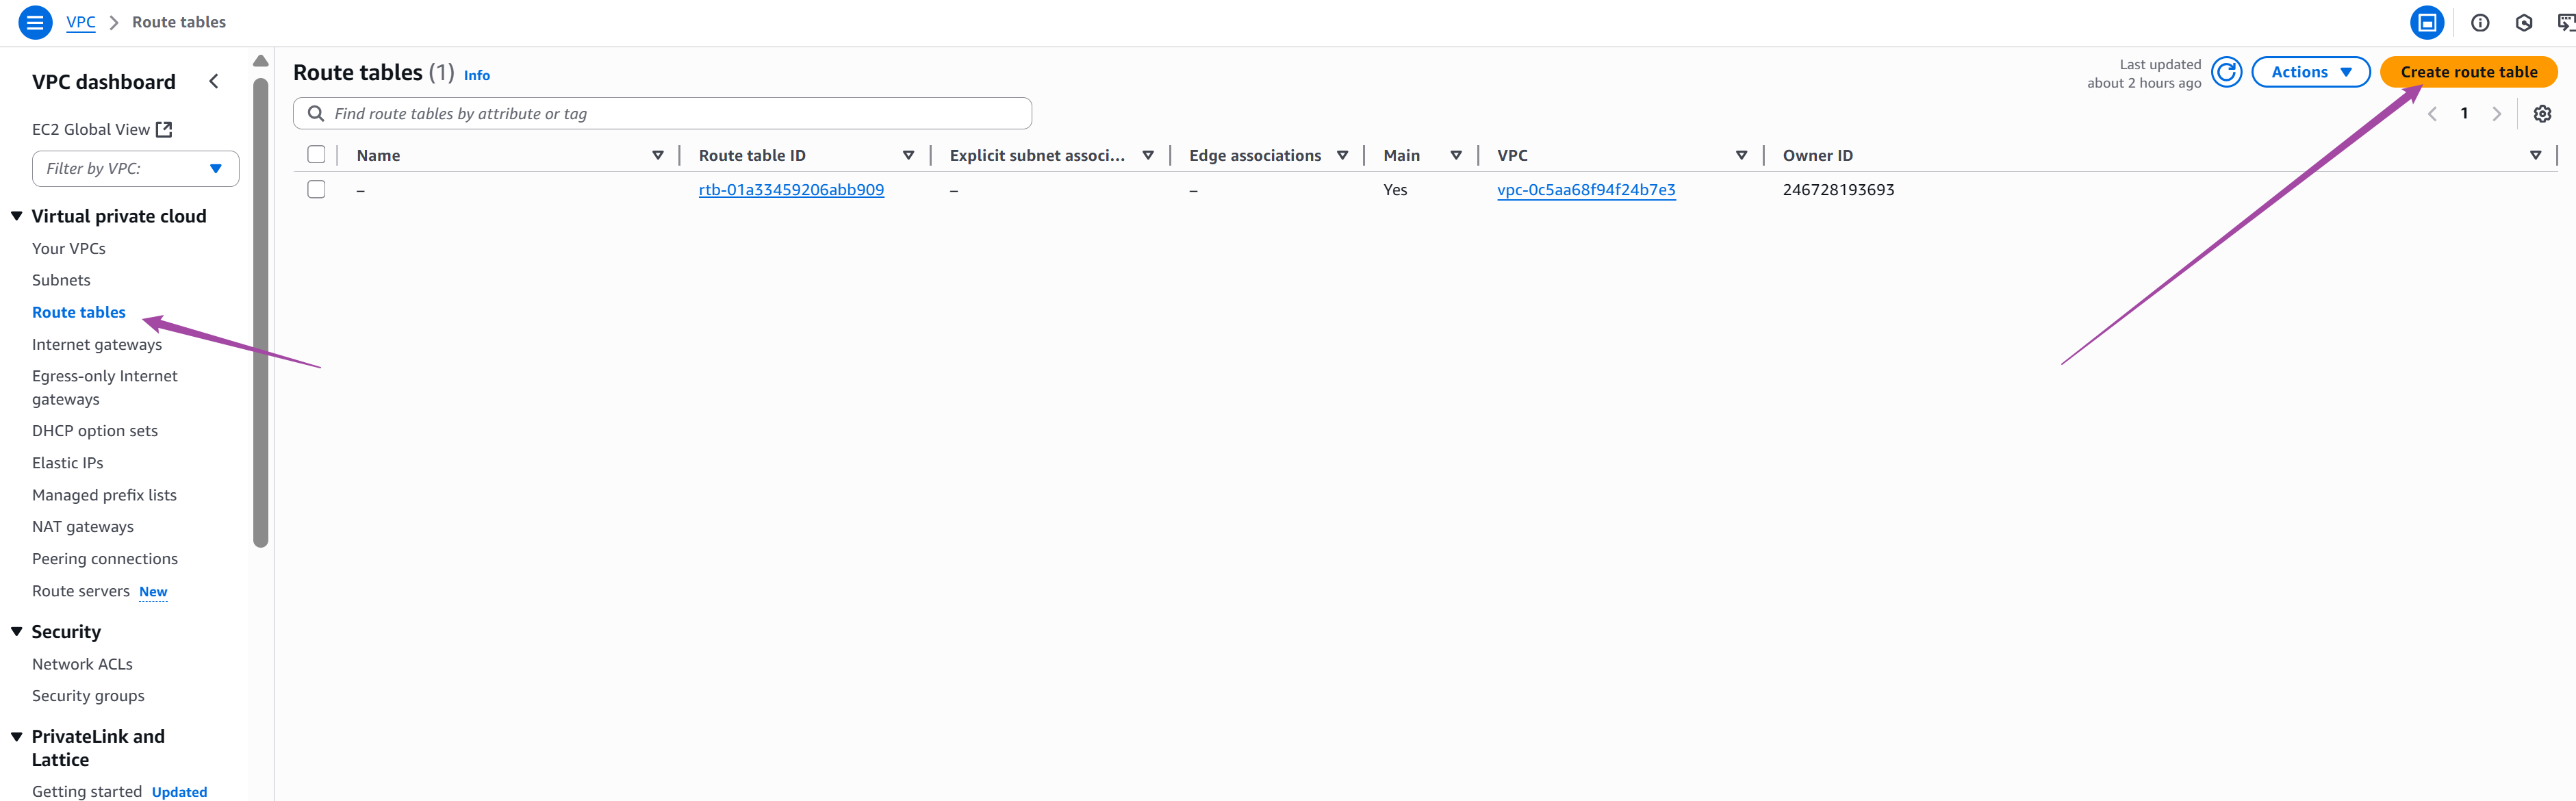 VPC > Route tables
VPC dashboard
EC2 Global View
Filter by VPC:
Virtual private cloud
Your VPCs
Subnets
Route tables
Internet gateways
Egress-only Internet
gateways
DHCP option sets
Elastic IPs
Managed prefix lists
NAT gateways
Peering connections
Route servers New
Security
Network ACLs
Security groups
PrivateLink and
Lattice
Getting started Updated
Route tables (1) Info
Last updated
about 2 hours ago
Actions
Create route table
Find route tables by attribute or tag
1
Name Route table ID Explicit subnet associ... Edge associations Main VPC Owner ID
– rtb-01a33459206abb909 – – Yes vpc-0c5aa68f94f24b7e3 246728193693